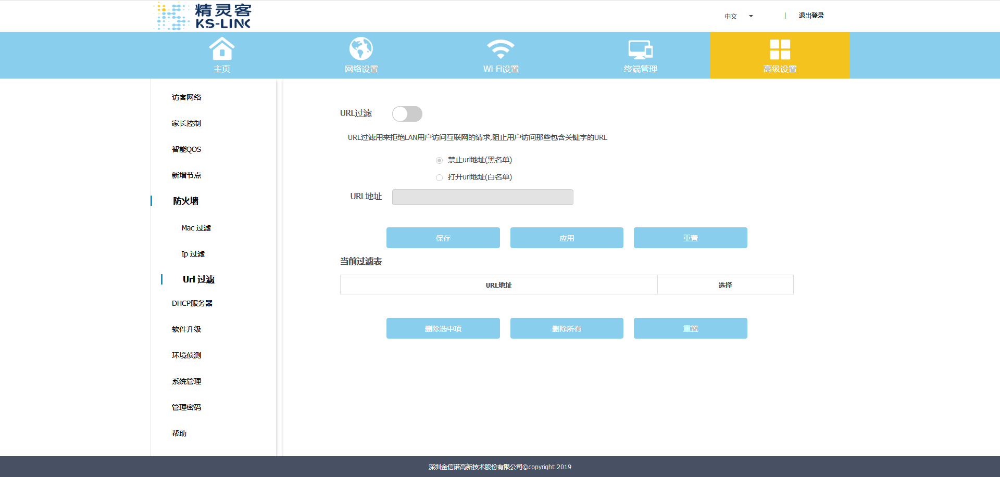 精灵客
KS-LINK
中文
|
退出登录
主页
网络设置
Wi-Fi设置
终端管理
高级设置
访客网络
家长控制
智能QOS
新增节点
防火墙
Mac 过滤
Ip 过滤
Url 过滤
DHCP服务器
软件升级
环境侦测
系统管理
管理密码
帮助
URL过滤
URL过滤用来拒绝LAN用户访问互联网的请求,阻止用户访问那些包含关键字的URL
禁止url地址(黑名单)
打开url地址(白名单)
URL地址
保存
应用
重置
当前过滤表
URL地址
选择
删除选中项
删除所有
重置
深圳金信诺高新技术股份有限公司©copyright 2019